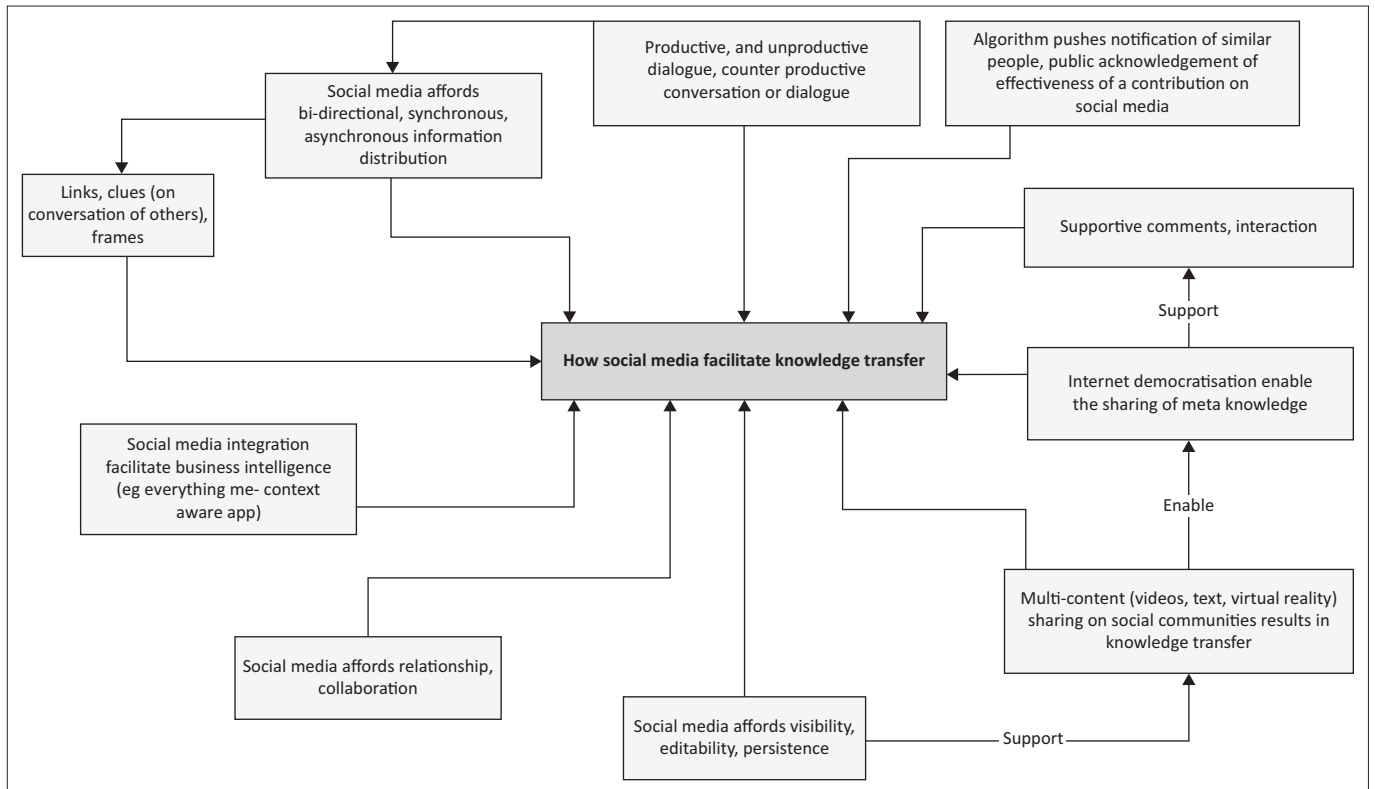 Productive, and unproductive
dialogue, counter productive
conversation or dialogue
Algorithm pushes notification of similar
people, public acknowledgement of
effectiveness of a contribution on
social media
Social media affords
bi-directional, synchronous,
asynchronous information
distribution
Links, clues (on
conversation of others),
frames
Supportive comments, interaction
Support
How social media facilitate knowledge transfer
Internet democratisation enable
the sharing of meta knowledge
Social media integration
facilitate business intelligence
(eg everything me- context
aware app)
Enable
Multi-content (videos, text, virtual reality)
sharing on social communities results in
knowledge transfer
Social media affords relationship,
collaboration
Social media affords visibility,
editability, persistence
Support